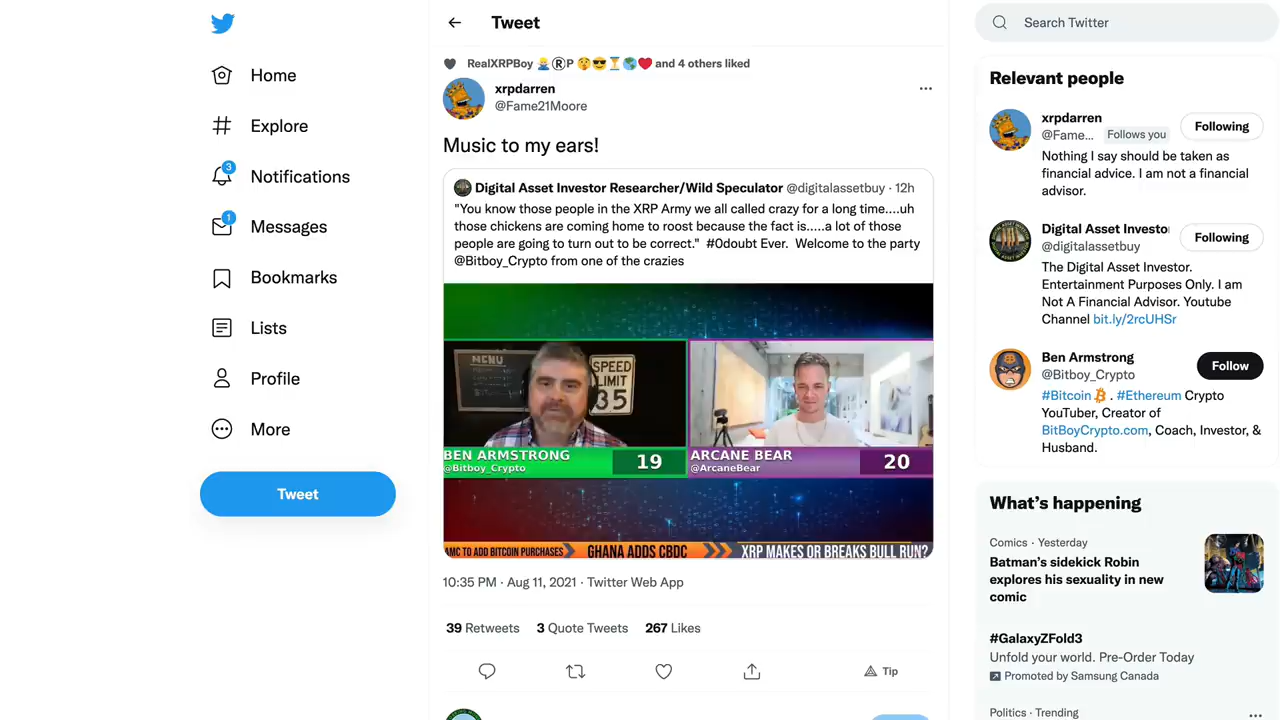 Home
Explore
3
Notifications
1
Messages
Bookmarks
Lists
Profile
More
Tweet
Tweet
RealXRPBoy ⓇP and 4 others liked
xrpdarren
@Fame21Moore
Music to my ears!
Digital Asset Investor Researcher/Wild Speculator @digitalassetbuy · 12h
"You know those people in the XRP Army we all called crazy for a long time....uh
those chickens are coming home to roost because the fact is.....a lot of those
people are going to turn out to be correct." #0doubt Ever. Welcome to the party
@Bitboy_Crypto from one of the crazies
MENU
SPEED
LIMIT
35
BEN ARMSTRONG
@Bitboy_Crypto
19
ARCANE BEAR
@ArcaneBear
20
AMC TO ADD BITCOIN PURCHASES
GHANA ADDS CBDC
XRP MAKES OR BREAKS BULL RUN?
10:35 PM · Aug 11, 2021 · Twitter Web App
39 Retweets 3 Quote Tweets 267 Likes
Tip
Search Twitter
Relevant people
xrpdarren
@Fame... Follows you
Following
Nothing I say should be taken as
financial advice. I am not a financial
advisor.
Digital Asset Investo
@digitalassetbuy
Following
The Digital Asset Investor.
Entertainment Purposes Only. I am
Not A Financial Advisor. Youtube
Channel bit.ly/2rcUHSr
Ben Armstrong
@Bitboy_Crypto
Follow
#Bitcoin . #Ethereum Crypto
YouTuber, Creator of
BitBoyCrypto.com, Coach, Investor, &
Husband.
What's happening
Comics · Yesterday
Batman's sidekick Robin
explores his sexuality in new
comic
#GalaxyZFold3
Unfold your world. Pre-Order Today
Promoted by Samsung Canada
Politics · Trending